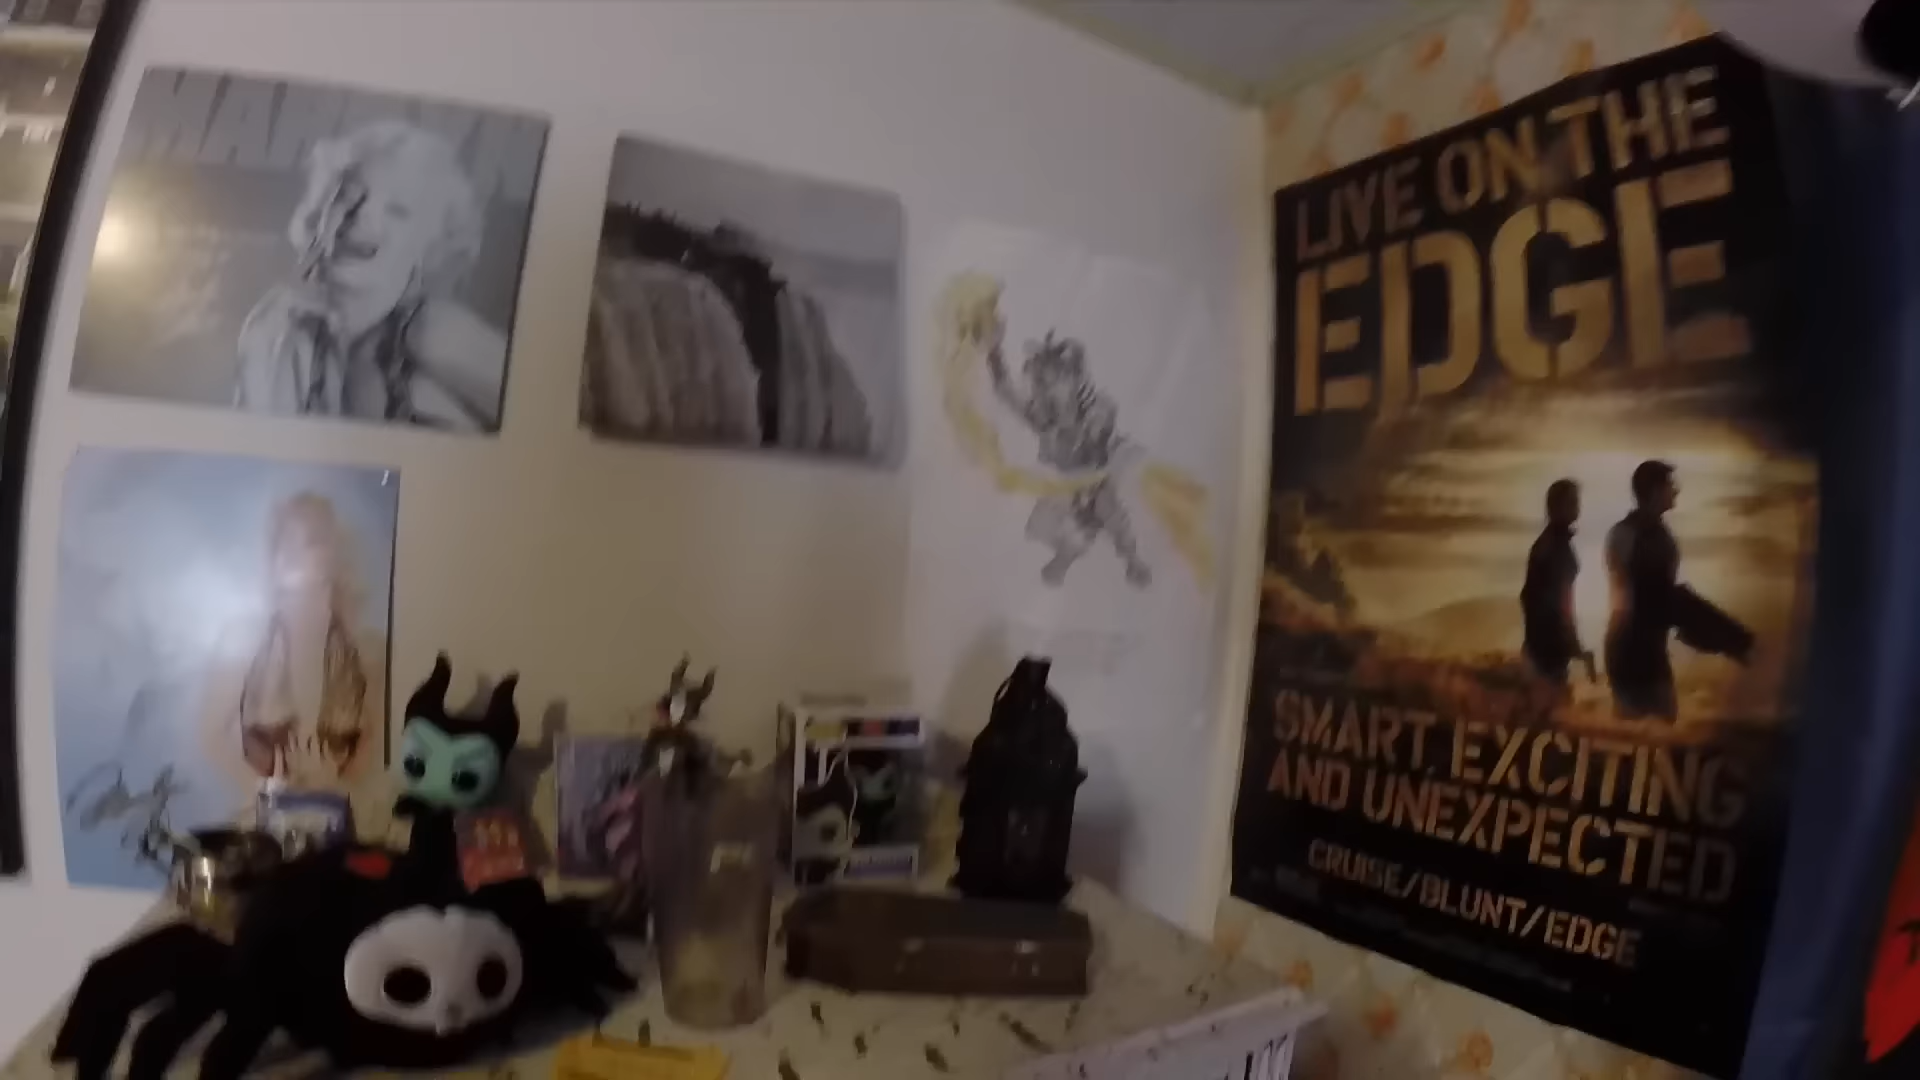 LIVE ON THE
EDGE
SMART EXCITING
AND UNEXPECTED
CRUISE/BLUNT/EDGE